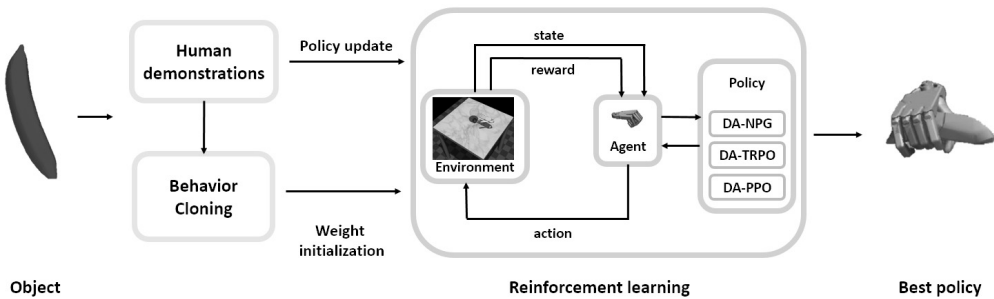 Human
demonstrations
Behavior
Cloning
Policy update
Weight
initialization
state
reward
Environment
Agent
action
Policy
DA-NPG
DA-TRPO
DA-PPO
Object
Reinforcement learning
Best policy